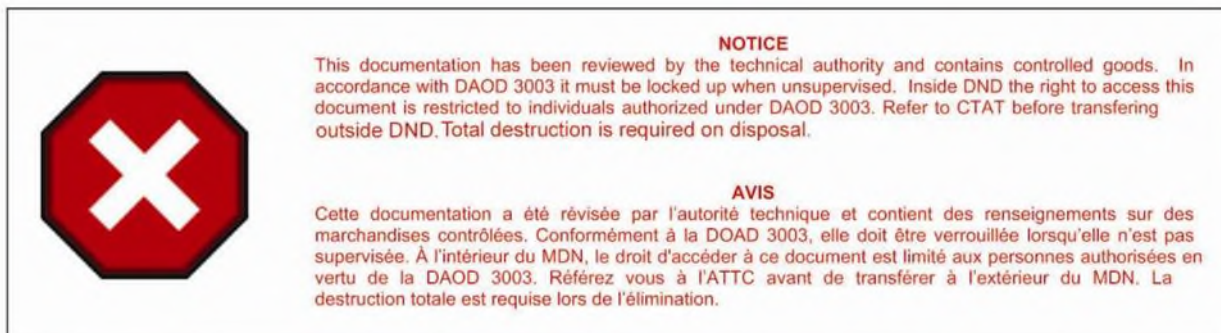 NOTICE
This documentation has been reviewed by the technical authority and contains controlled goods. In
accordance with DAOD 3003 it must be locked up when unsupervised. Inside DND the right to access this
document is restricted to individuals authorized under DAOD 3003. Refer to CTAT before transfering
outside DND. Total destruction is required on disposal.
AVIS
Cette documentation a été révisée par l'autorité technique et contient des renseignements sur des
marchandises contrôlées. Conformément à la DOAD 3003, elle doit être verrouillée lorsqu'elle n'est pas
supervisée. À l'intérieur du MDN, le droit d'accéder à ce document est limité aux personnes authorisées en
vertu de la DAOD 3003. Référez vous à l'ATTC avant de transférer à l'extérieur du MDN. La
destruction totale est requise lors de l'élimination.